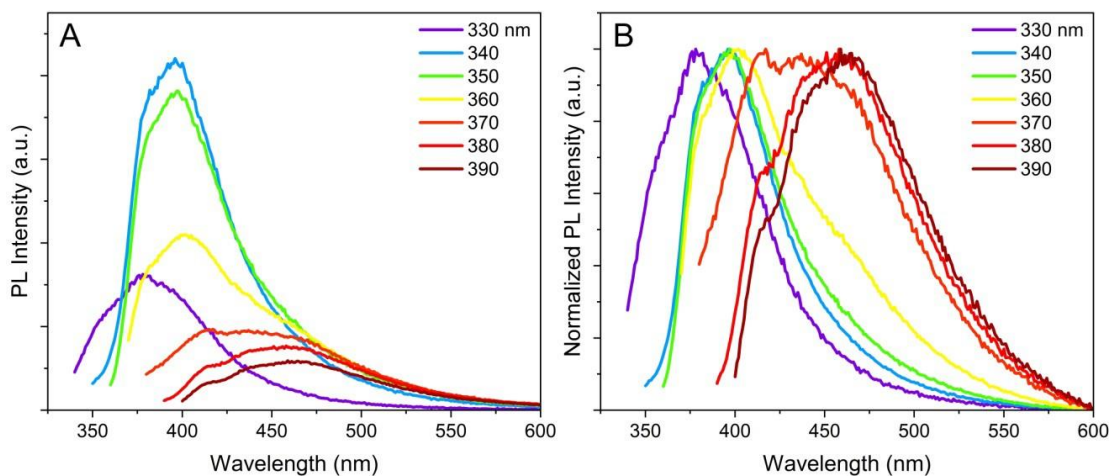 A
330 nm
340
350
360
370
380
390
PL Intensity (a.u.)
350 400 450 500 550 600
Wavelength (nm)
B
330 nm
340
350
360
370
380
390
Normalized PL Intensity (a.u.)
350 400 450 500 550 600
Wavelength (nm)